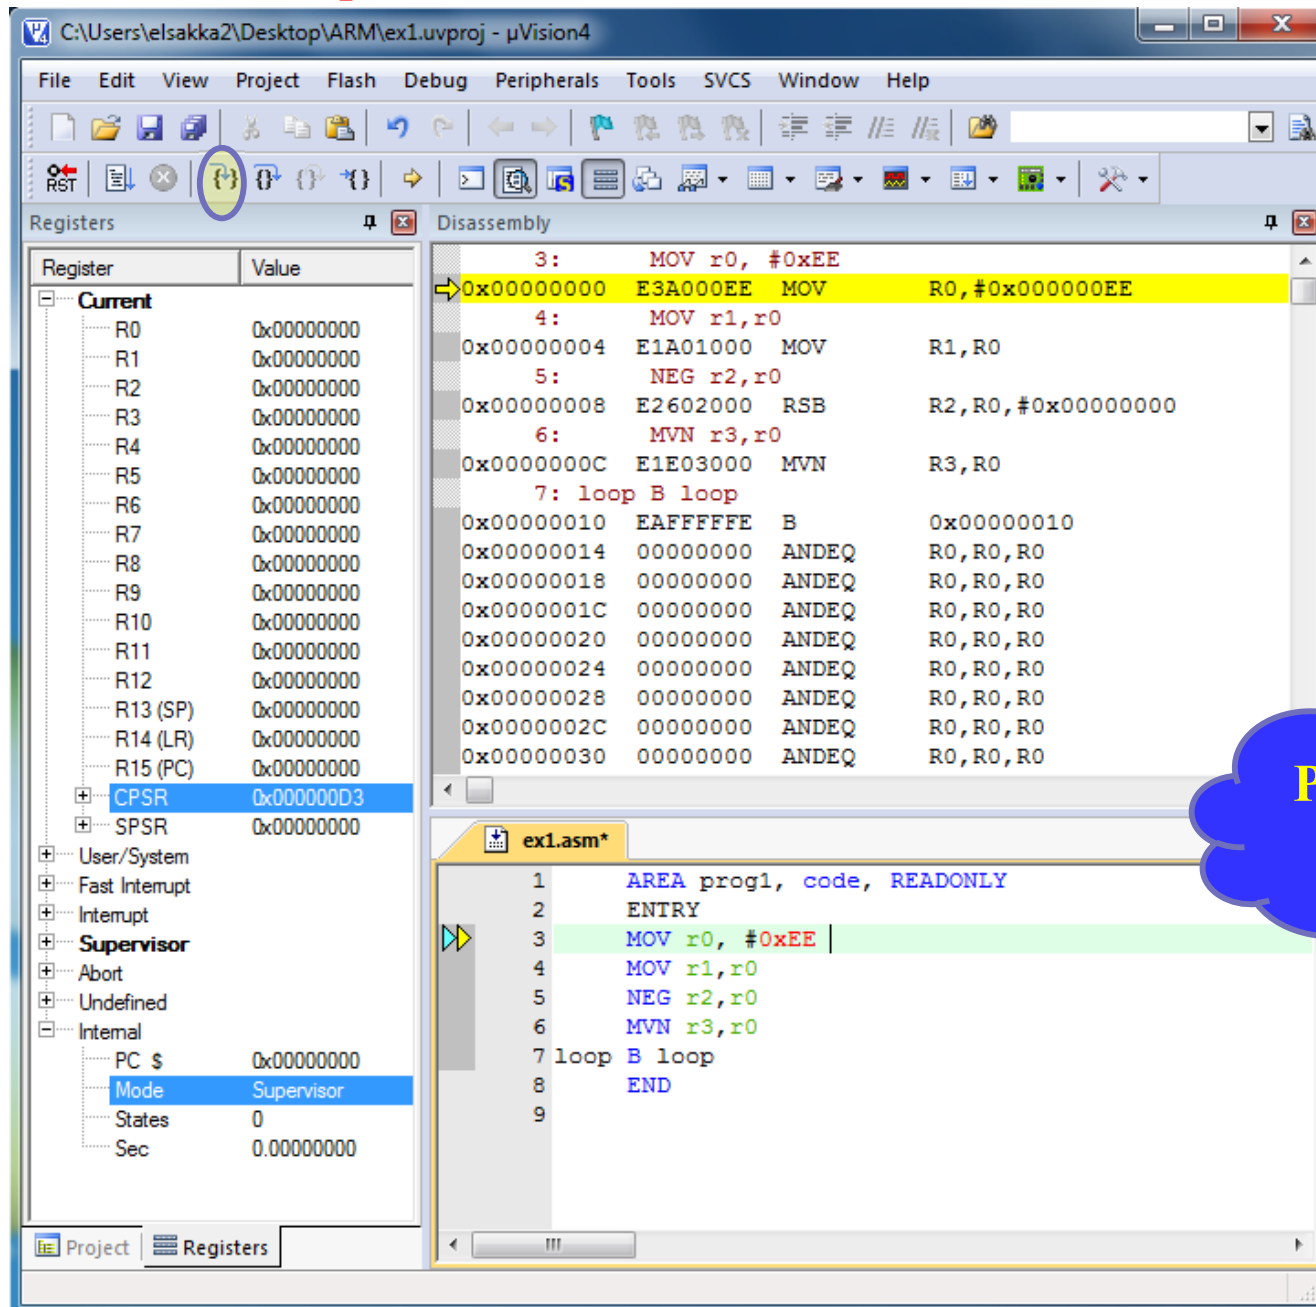 C:\Users\elsakka2\Desktop\ARM\ex1.uvproj - µVision4
File Edit View Project Flash Debug Peripherals Tools SVCS Window Help
RST
Registers
Register Value
Current
R0 0x00000000
R1 0x00000000
R2 0x00000000
R3 0x00000000
R4 0x00000000
R5 0x00000000
R6 0x00000000
R7 0x00000000
R8 0x00000000
R9 0x00000000
R10 0x00000000
R11 0x00000000
R12 0x00000000
R13 (SP) 0x00000000
R14 (LR) 0x00000000
R15 (PC) 0x00000000
CPSR 0x000000D3
SPSR 0x00000000
User/System
Fast Interrupt
Interrupt
Supervisor
Abort
Undefined
Internal
PC $ 0x00000000
Mode Supervisor
States 0
Sec 0.00000000
Project Registers
Disassembly
3: MOV r0, #0xEE
0x00000000 E3A000EE MOV R0,#0x000000EE
4: MOV r1,r0
0x00000004 E1A01000 MOV R1,R0
5: NEG r2,r0
0x00000008 E2602000 RSB R2,R0,#0x00000000
6: MVN r3,r0
0x0000000C E1E03000 MVN R3,R0
7: loop B loop
0x00000010 EAFFFFFE B 0x00000010
0x00000014 00000000 ANDEQ R0,R0,R0
0x00000018 00000000 ANDEQ R0,R0,R0
0x0000001C 00000000 ANDEQ R0,R0,R0
0x00000020 00000000 ANDEQ R0,R0,R0
0x00000024 00000000 ANDEQ R0,R0,R0
0x00000028 00000000 ANDEQ R0,R0,R0
0x0000002C 00000000 ANDEQ R0,R0,R0
0x00000030 00000000 ANDEQ R0,R0,R0
ex1.asm*
1 AREA prog1, code, READONLY
2 ENTRY
3 MOV r0, #0xEE
4 MOV r1,r0
5 NEG r2,r0
6 MVN r3,r0
7 loop B loop
8 END
9